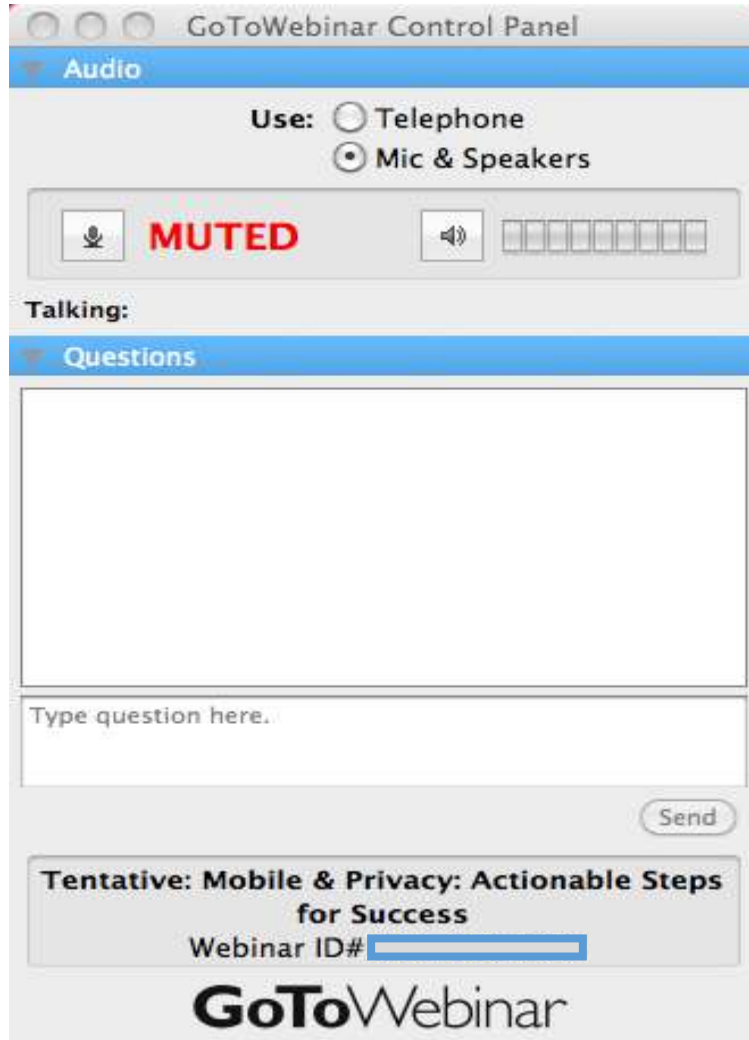 GoToWebinar Control Panel
Audio
Use: Telephone
Mic & Speakers
MUTED
Talking:
Questions
Type question here.
Send
Tentative: Mobile & Privacy: Actionable Steps
for Success
Webinar ID#
GoToWebinar